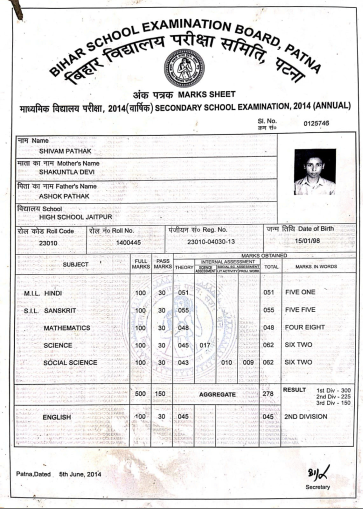 BIHAR SCHOOL EXAMINATION BOARD, PATNA
बिहार विद्यालय परीक्षा समिति, पटना
अंक पत्रक MARKS SHEET
माध्यमिक विद्यालय परीक्षा, 2014(वार्षिक) SECONDARY SCHOOL EXAMINATION, 2014 (ANNUAL)
Sl. No. 0125746
क्रम सं०
नाम Name
SHIVAM PATHAK
माता का नाम Mother's Name
SHAKUNTLA DEVI
पिता का नाम Father's Name
ASHOK PATHAK
विद्यालय School
HIGH SCHOOL JAITPUR
रोल कोड Roll Code रोल नं० Roll No. पंजीयन सं० Reg. No. जन्म तिथि Date of Birth
23010 1400445 23010-04030-13 15/01/98
SUBJECT FULL MARKS PASS MARKS THEORY MARKS OBTAINED
INTERNAL ASSESSMENT TOTAL MARKS IN WORDS
M.I.L. HINDI 100 30 051 051 FIVE ONE
S.I.L. SANSKRIT 100 30 055 055 FIVE FIVE
MATHEMATICS 100 30 048 048 FOUR EIGHT
SCIENCE 100 30 045 017 062 SIX TWO
SOCIAL SCIENCE 100 30 043 010 009 062 SIX TWO
500 150 AGGREGATE 278 RESULT 1st Div - 300
2nd Div - 225
3rd Div - 150
ENGLISH 100 30 045 045 2ND DIVISION
Patna,Dated 5th June, 2014
Secretary